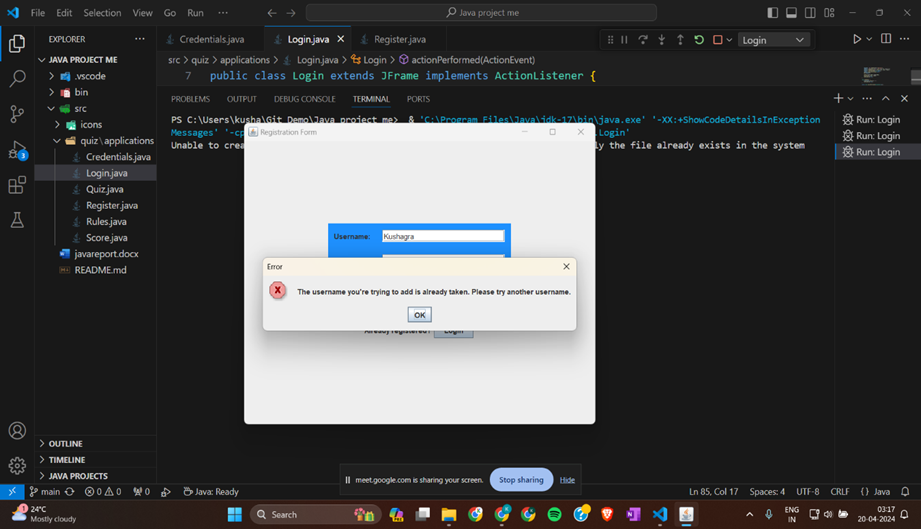 File Edit Selection View Go Run ···
Java project me
EXPLORER
JAVA PROJECT ME
.vscode
bin
src
icons
quiz\applications
Credentials.java
Login.java
Quiz.java
Register.java
Rules.java
Score.java
javareport.docx
README.md
OUTLINE
TIMELINE
JAVA PROJECTS
Credentials.java Login.java Register.java
Login
src > quiz > applications > Login.java > Login > actionPerformed(ActionEvent)
7 public class Login extends JFrame implements ActionListener {
PROBLEMS OUTPUT DEBUG CONSOLE TERMINAL PORTS
PS C:\Users\kusha\Git Demo\Java project me> & 'C:\Program Files\Java\jdk-17\bin\java.exe' '-XX:+ShowCodeDetailsInException
Messages' '-cp .Login'
Unable to crea ly the file already exists in the system
Run: Login
Run: Login
Run: Login
Registration Form
Username: Kushagra
Error
The username you're trying to add is already taken. Please try another username.
OK
Already registered? Login
meet.google.com is sharing your screen. Stop sharing Hide
main 0 0 0 Java: Ready Ln 85, Col 17 Spaces: 4 UTF-8 CRLF {} Java
24°C
Mostly cloudy
Search
ENG
IN
03:17
20-04-2024